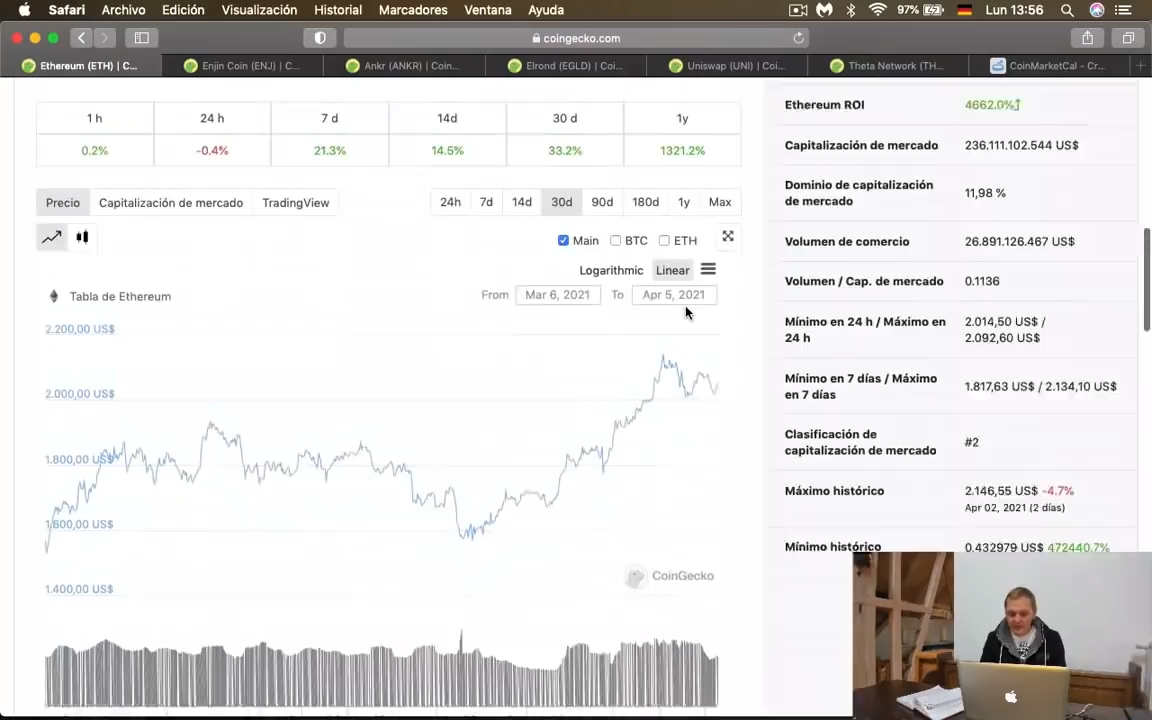 Safari Archivo Edición Visualización Historial Marcadores Ventana Ayuda 97% Lun 13:56
coingecko.com
Ethereum (ETH) | C... Enjin Coin (ENJ) | C... Ankr (ANKR) | Coin... Elrond (EGLD) | Coi... Uniswap (UNI) | Coi... Theta Network (TH... CoinMarketCal - Cr...
1 h 24 h 7 d 14d 30 d 1y
0.2% -0.4% 21.3% 14.5% 33.2% 1321.2%
Precio Capitalización de mercado TradingView 24h 7d 14d 30d 90d 180d 1y Max
Main BTC ETH
Logarithmic Linear
Tabla de Ethereum From Mar 6, 2021 To Apr 5, 2021
2.200,00 US$
2.000,00 US$
1.800,00 US$
1.600,00 US$
1.400,00 US$
CoinGecko
Ethereum ROI 4662.0%
Capitalización de mercado 236.111.102.544 US$
Dominio de capitalización 11,98 %
de mercado
Volumen de comercio 26.891.126.467 US$
Volumen / Cap. de mercado 0.1136
Mínimo en 24 h / Máximo en 2.014,50 US$ /
24 h 2.092,60 US$
Mínimo en 7 días / Máximo 1.817,63 US$ / 2.134,10 US$
en 7 días
Clasificación de #2
capitalización de mercado
Máximo histórico 2.146,55 US$ -4.7%
Apr 02, 2021 (2 días)
Mínimo histórico 0.432979 US$ 472440.7%